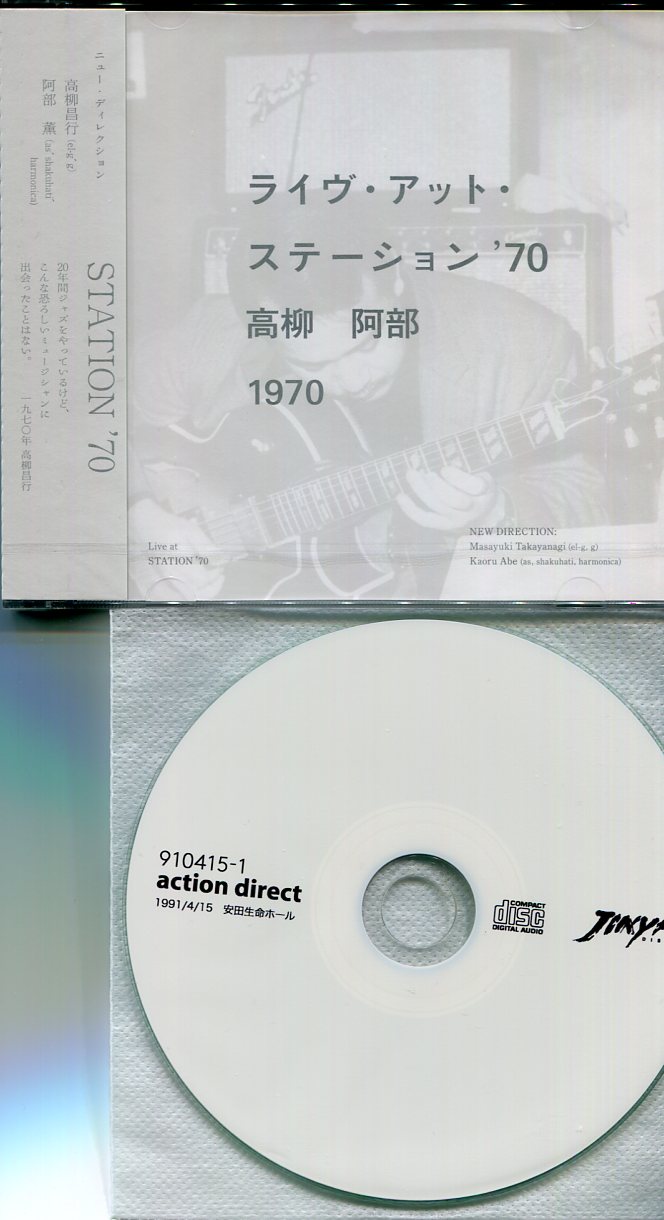 ニュー・ディレクション
高柳昌行 (el-g, g)
阿部　薫 (as, shakuhati,
harmonica)
STATION '70
20年間ジャズをやっているけど、
こんな恐ろしいミュージシャンに
出会ったことはない。　一九七〇年 高柳昌行
ライヴ・アット・
ステーション '70
高柳　阿部
1970
Live at
STATION '70
NEW DIRECTION:
Masayuki Takayanagi (el-g, g)
Kaoru Abe (as, shakuhati, harmonica)
910415-1
action direct
1991/4/15　安田生命ホール
COMPACT
disc
DIGITAL AUDIO